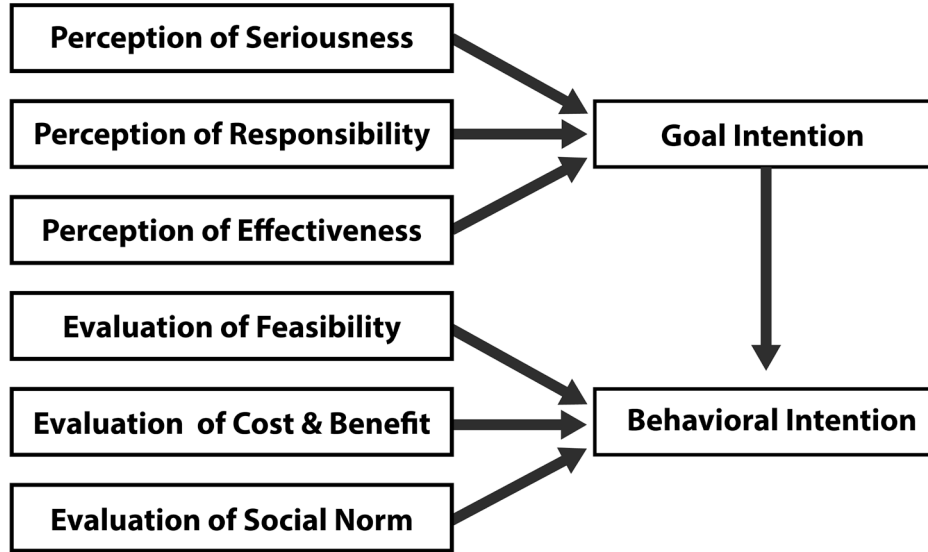 Perception of Seriousness
Perception of Responsibility
Perception of Effectiveness
Evaluation of Feasibility
Evaluation of Cost & Benefit
Evaluation of Social Norm
Goal Intention
Behavioral Intention